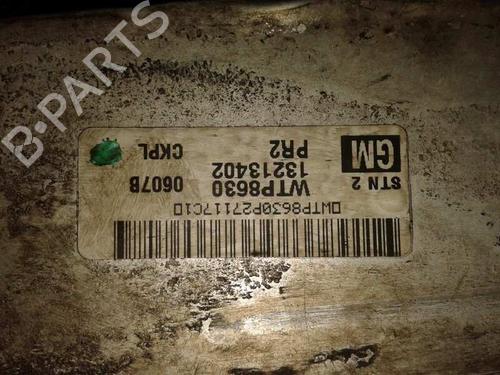 B-PARTS
□WTP8630P27117C1□
WTP8630 0607B
13213402
PR2 CKPL
STN 2
GM